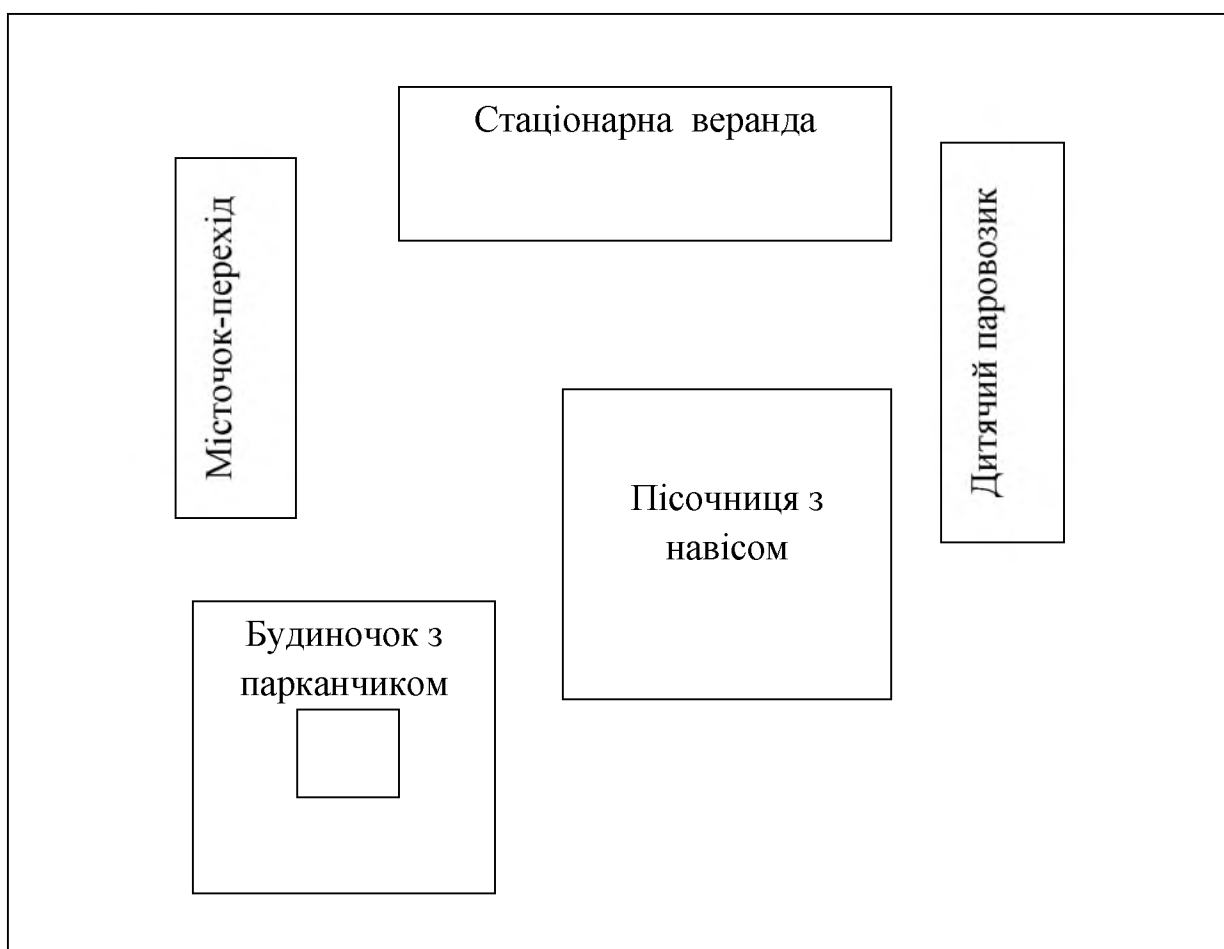 Стаціонарна веранда
Місточок-перехід
Дитячий паровозик
Пісочниця з
навісом
Будиночок з
парканчиком